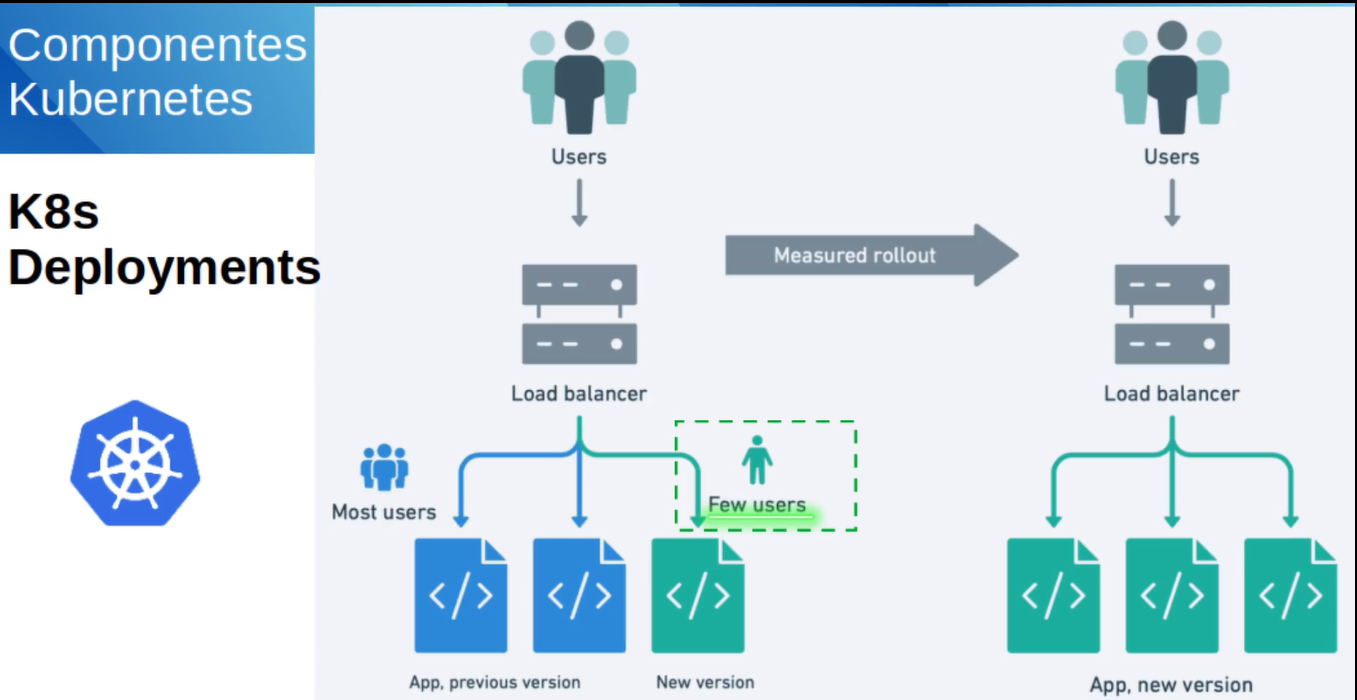 Componentes
Kubernetes
K8s
Deployments
Users
Users
Measured rollout
Load balancer
Load balancer
Most users
Few users
</>
</>
</>
</>
</>
</>
App, previous version
New version
App, new version